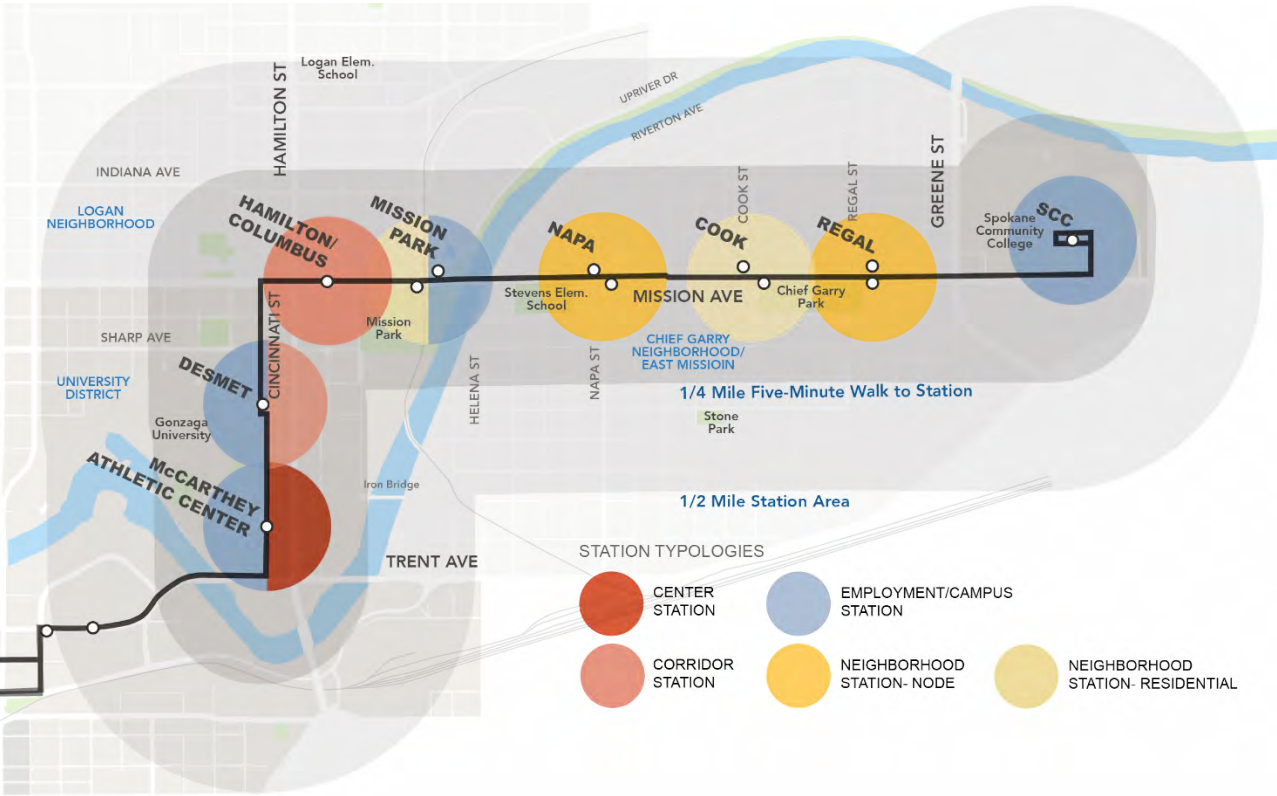 Logan Elem.
School
HAMILTON ST
UPRIVER DR
RIVERTON AVE
INDIANA AVE
LOGAN
NEIGHBORHOOD
HAMILTON/
COLUMBUS
MISSION
PARK
NAPA
COOK ST
COOK
REGAL ST
REGAL
GREENE ST
Spokane
Community
College
SCC
Stevens Elem.
School
MISSION AVE
Chief Garry
Park
Mission
Park
SHARP AVE
CINCINNATI ST
CHIEF GARRY
NEIGHBORHOOD/
EAST MISSIOIN
UNIVERSITY
DISTRICT
DESMET
HELENA ST
NAPA ST
1/4 Mile Five-Minute Walk to Station
Gonzaga
University
Stone
Park
McCARTHEY
ATHLETIC CENTER
Iron Bridge
1/2 Mile Station Area
TRENT AVE
STATION TYPOLOGIES
CENTER
STATION
EMPLOYMENT/CAMPUS
STATION
CORRIDOR
STATION
NEIGHBORHOOD
STATION- NODE
NEIGHBORHOOD
STATION- RESIDENTIAL